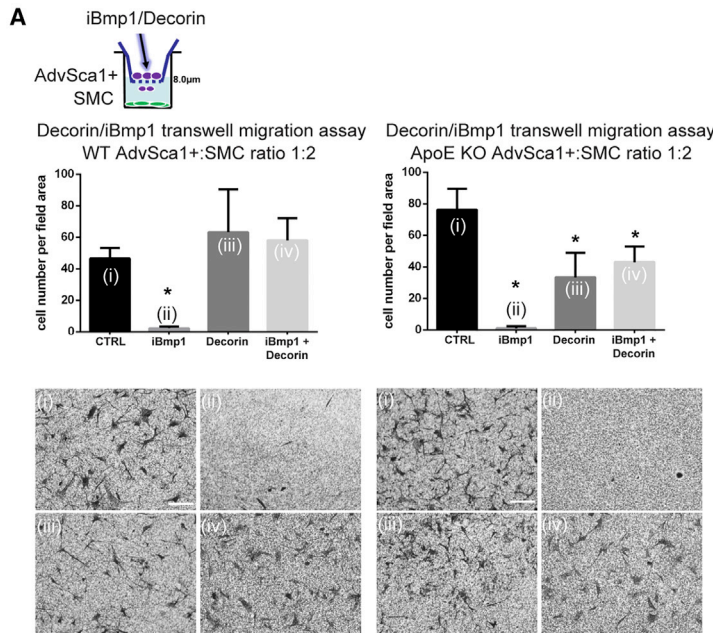 A
iBmp1/Decorin
AdvSca1+
SMC
8.0μm
Decorin/iBmp1 transwell migration assay
WT AdvSca1+:SMC ratio 1:2
cell number per field area
100
80
60
40
20
0
(i)
*
(ii)
(iii)
(iv)
CTRL
iBmp1
Decorin
iBmp1 +
Decorin
Decorin/iBmp1 transwell migration assay
ApoE KO AdvSca1+:SMC ratio 1:2
cell number per field area
100
80
60
40
20
0
(i)
*
(ii)
*
(iii)
*
(iv)
CTRL
iBmp1
Decorin
iBmp1 +
Decorin
(i)
(ii)
(iii)
(iv)
(i)
(ii)
(iii)
(iv)